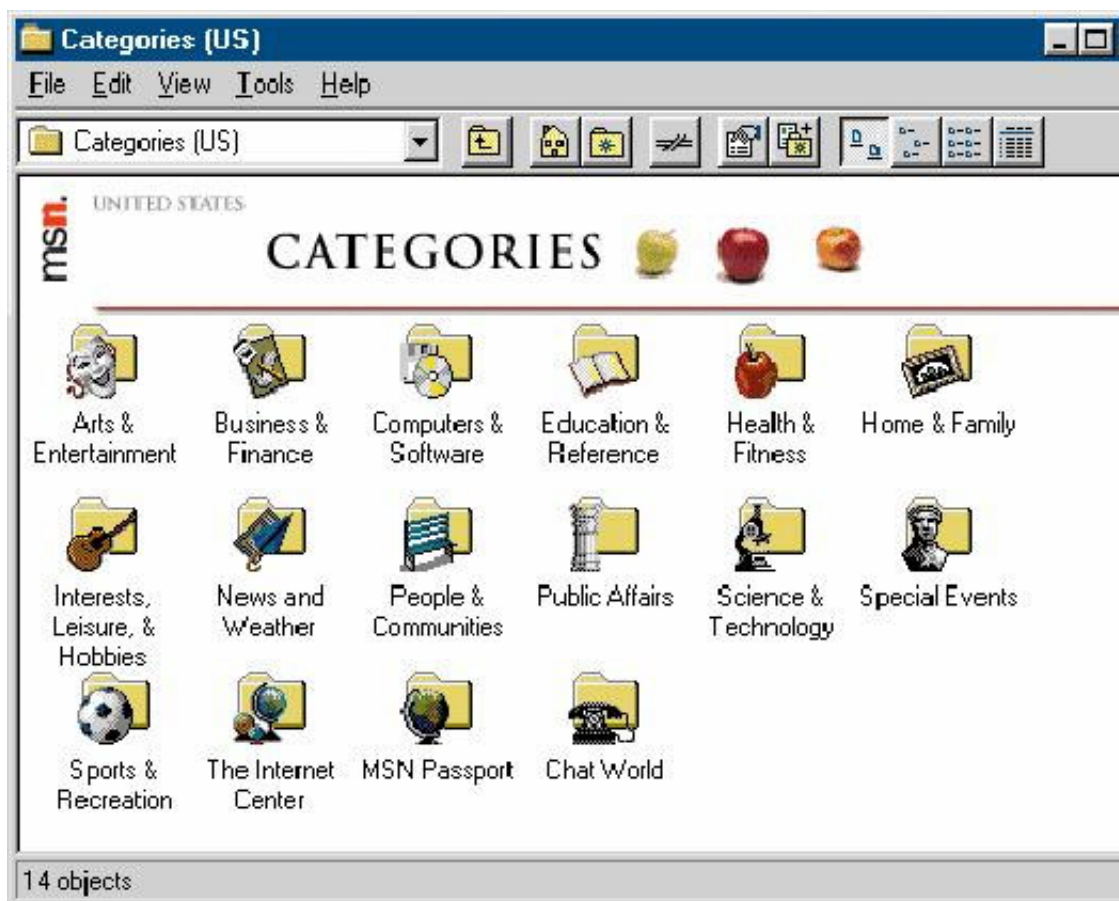 Categories (US)
File Edit View Tools Help
Categories (US)
msn.
UNITED STATES
CATEGORIES
Arts &
Entertainment
Business &
Finance
Computers &
Software
Education &
Reference
Health &
Fitness
Home & Family
Interests,
Leisure, &
Hobbies
News and
Weather
People &
Communities
Public Affairs
Science &
Technology
Special Events
Sports &
Recreation
The Internet
Center
MSN Passport
Chat World
14 objects